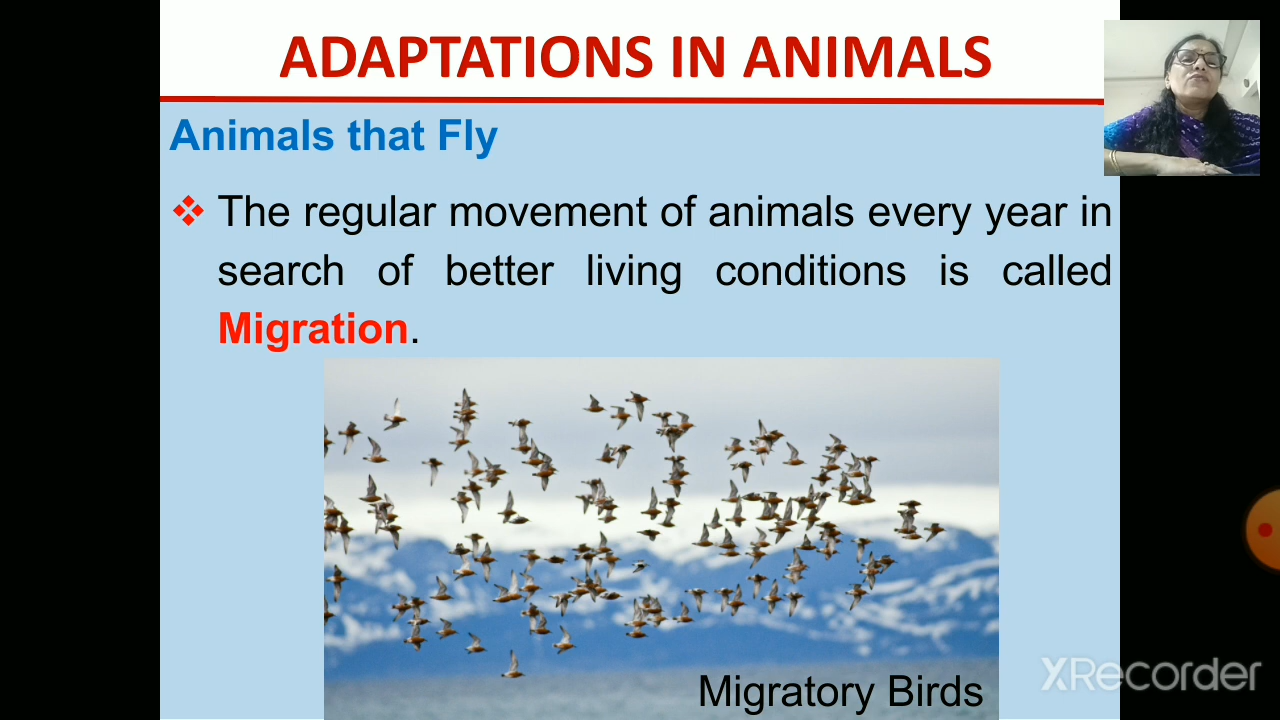 ADAPTATIONS IN ANIMALS
Animals that Fly
The regular movement of animals every year in
search of better living conditions is called
Migration.
Migratory Birds
XRecorder